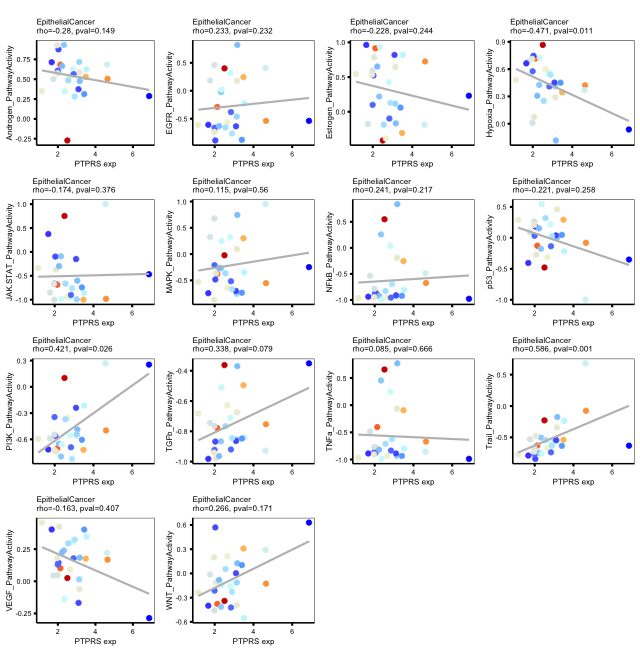 EpithelialCancer
rho=-0.28, pval=0.149
Androgen_PathwayActivity
1.00
0.75
0.50
0.25
0.00
-0.25
2 4 6
PTPRS exp
EpithelialCancer
rho=0.233, pval=0.232
EGFR_PathwayActivity
1.0
0.5
0.0
-0.5
2 4 6
PTPRS exp
EpithelialCancer
rho=-0.228, pval=0.244
Estrogen_PathwayActivity
1.0
0.5
0.0
2 4 6
PTPRS exp
EpithelialCancer
rho=-0.471, pval=0.011
Hypoxia_PathwayActivity
0.9
0.6
0.3
0.0
2 4 6
PTPRS exp
EpithelialCancer
rho=-0.174, pval=0.376
JAK-STAT_PathwayActivity
1.0
0.5
0.0
-0.5
-1.0
2 4 6
PTPRS exp
EpithelialCancer
rho=0.115, pval=0.56
MAPK_PathwayActivity
1.0
0.5
0.0
-0.5
-1.0
2 4 6
PTPRS exp
EpithelialCancer
rho=0.241, pval=0.217
NFkB_PathwayActivity
0.5
0.0
-0.5
-1.0
2 4 6
PTPRS exp
EpithelialCancer
rho=-0.221, pval=0.258
p53_PathwayActivity
0.5
0.0
-0.5
-1.0
2 4 6
PTPRS exp
EpithelialCancer
rho=0.421, pval=0.026
PI3K_PathwayActivity
0.3
0.0
-0.3
-0.6
2 4 6
PTPRS exp
EpithelialCancer
rho=0.338, pval=0.079
TGFb_PathwayActivity
-0.4
-0.6
-0.8
-1.0
2 4 6
PTPRS exp
EpithelialCancer
rho=0.085, pval=0.666
TNFa_PathwayActivity
0.5
0.0
-0.5
-1.0
2 4 6
PTPRS exp
EpithelialCancer
rho=0.586, pval=0.001
Trail_PathwayActivity
0.5
0.0
-0.5
2 4 6
PTPRS exp
EpithelialCancer
rho=-0.163, pval=0.407
VEGF_PathwayActivity
0.25
0.00
-0.25
2 4 6
PTPRS exp
EpithelialCancer
rho=0.266, pval=0.171
WNT_PathwayActivity
0.6
0.3
0.0
-0.3
-0.6
2 4 6
PTPRS exp